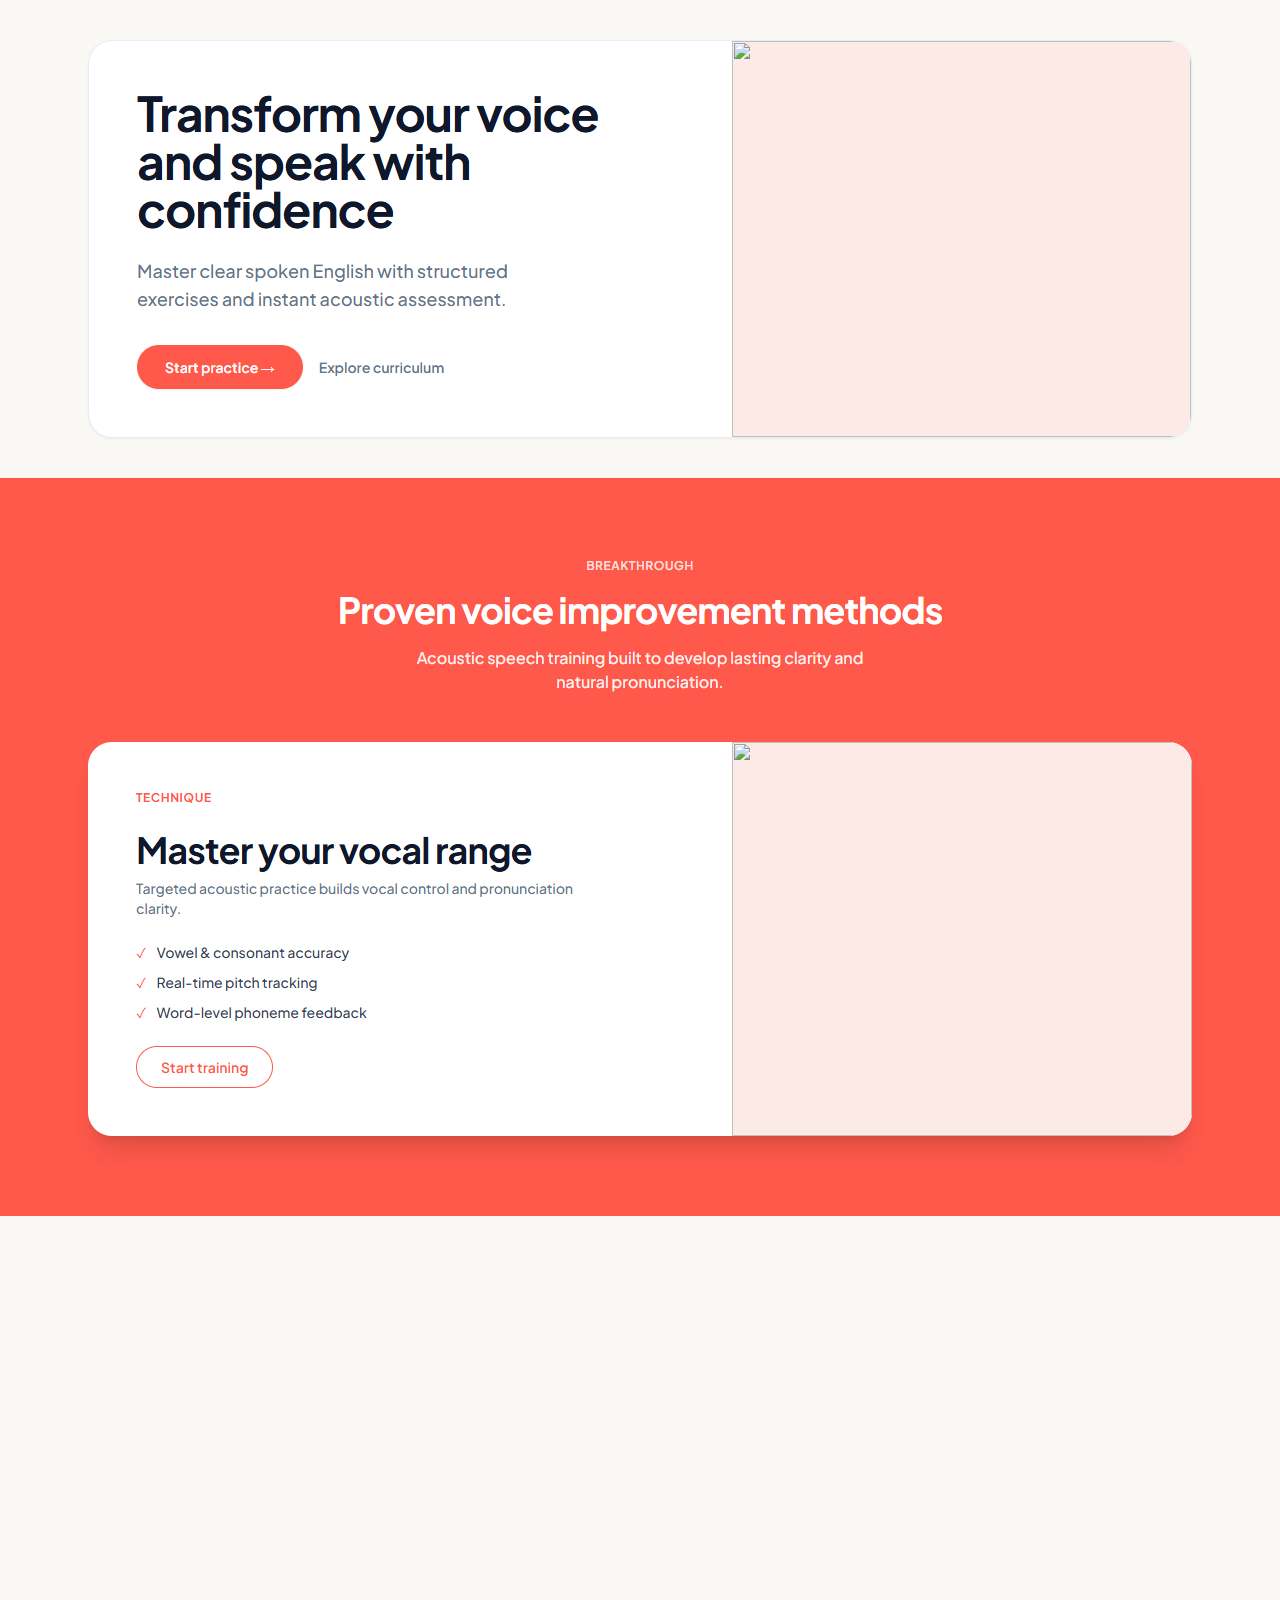 Transform your voice
and speak with
confidence
Master clear spoken English with structured
exercises and instant acoustic assessment.
Start practice →
Explore curriculum
BREAKTHROUGH
Proven voice improvement methods
Acoustic speech training built to develop lasting clarity and
natural pronunciation.
TECHNIQUE
Master your vocal range
Targeted acoustic practice builds vocal control and pronunciation
clarity.
✓ Vowel & consonant accuracy
✓ Real-time pitch tracking
✓ Word-level phoneme feedback
Start training